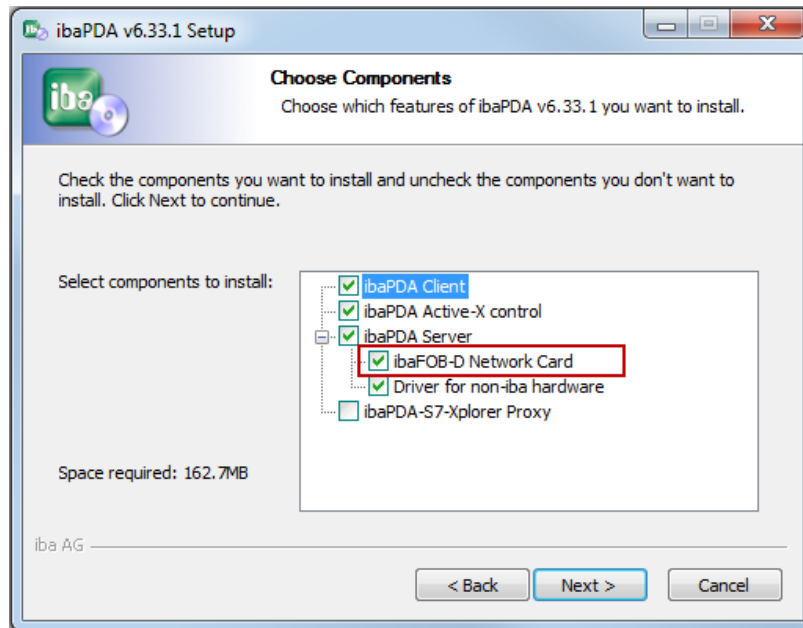 ibaPDA v6.33.1 Setup
iba
Choose Components
Choose which features of ibaPDA v6.33.1 you want to install.
Check the components you want to install and uncheck the components you don't want to
install. Click Next to continue.
Select components to install:
ibaPDA Client
ibaPDA Active-X control
ibaPDA Server
ibaFOB-D Network Card
Driver for non-iba hardware
ibaPDA-S7-Xplorer Proxy
Space required: 162.7MB
iba AG
< Back
Next >
Cancel